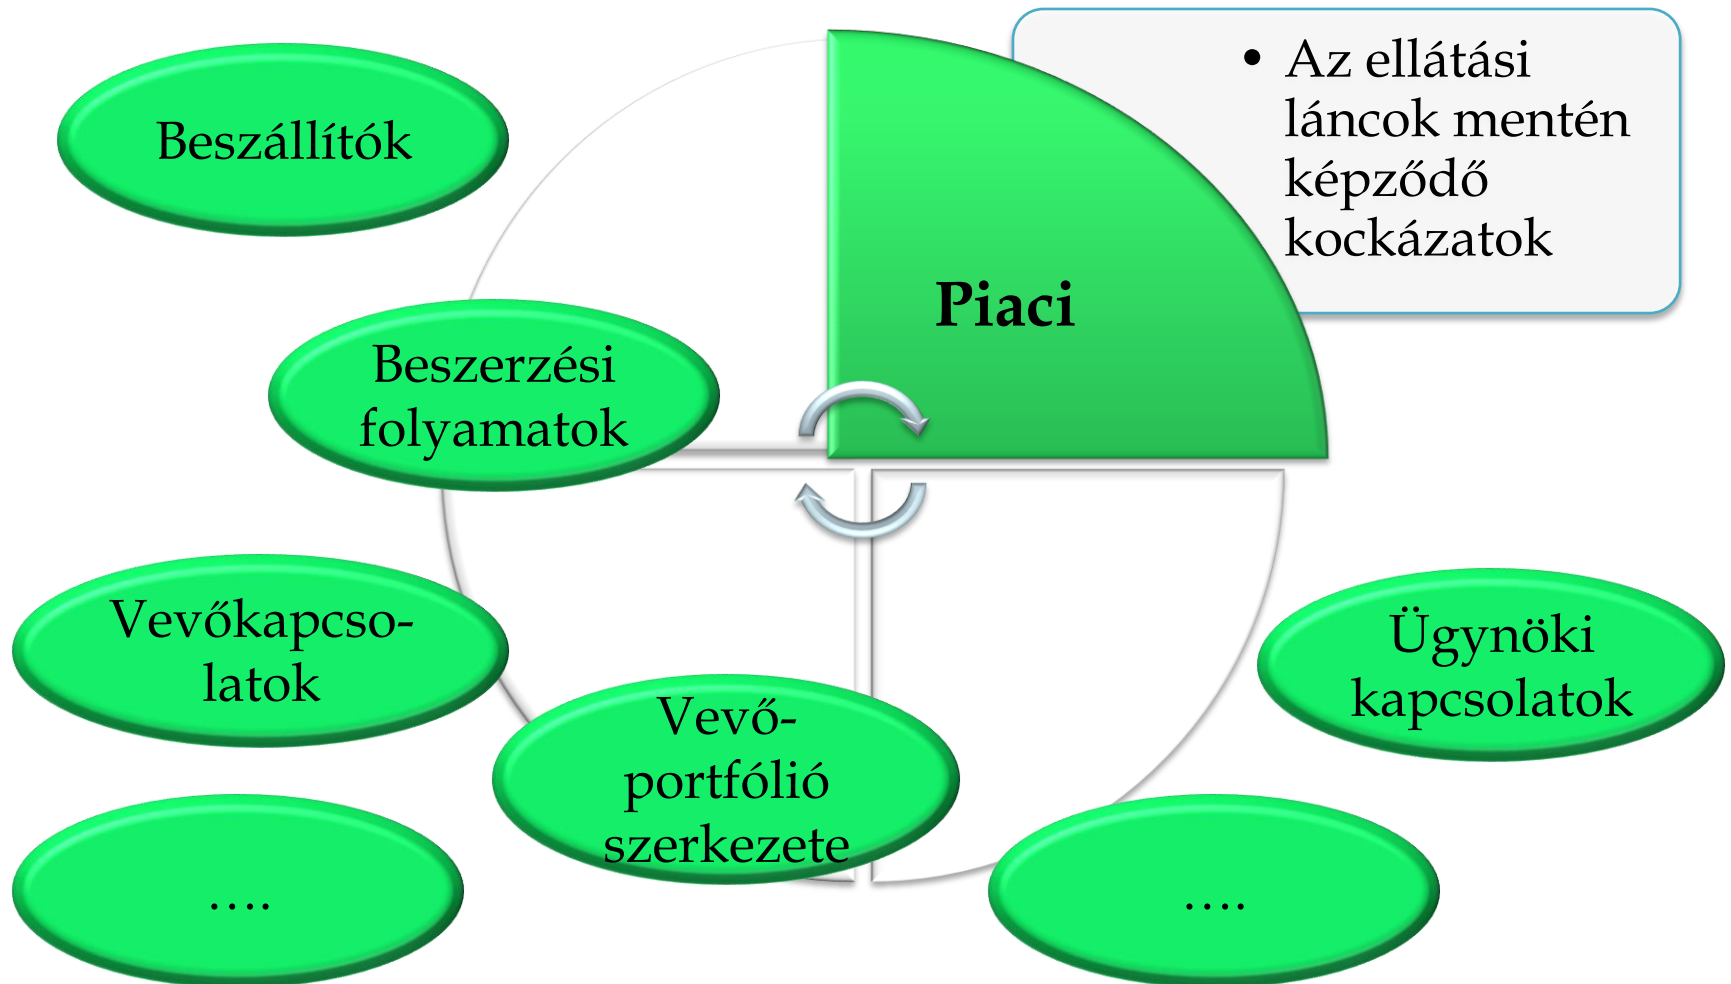 Beszállítók
• Az ellátási
láncok mentén
képződő
kockázatok
Piaci
Beszerzési
folyamatok
Vevőkapcso-
latok
Vevő-
portfólió
szerkezete
Ügynöki
kapcsolatok
….
….